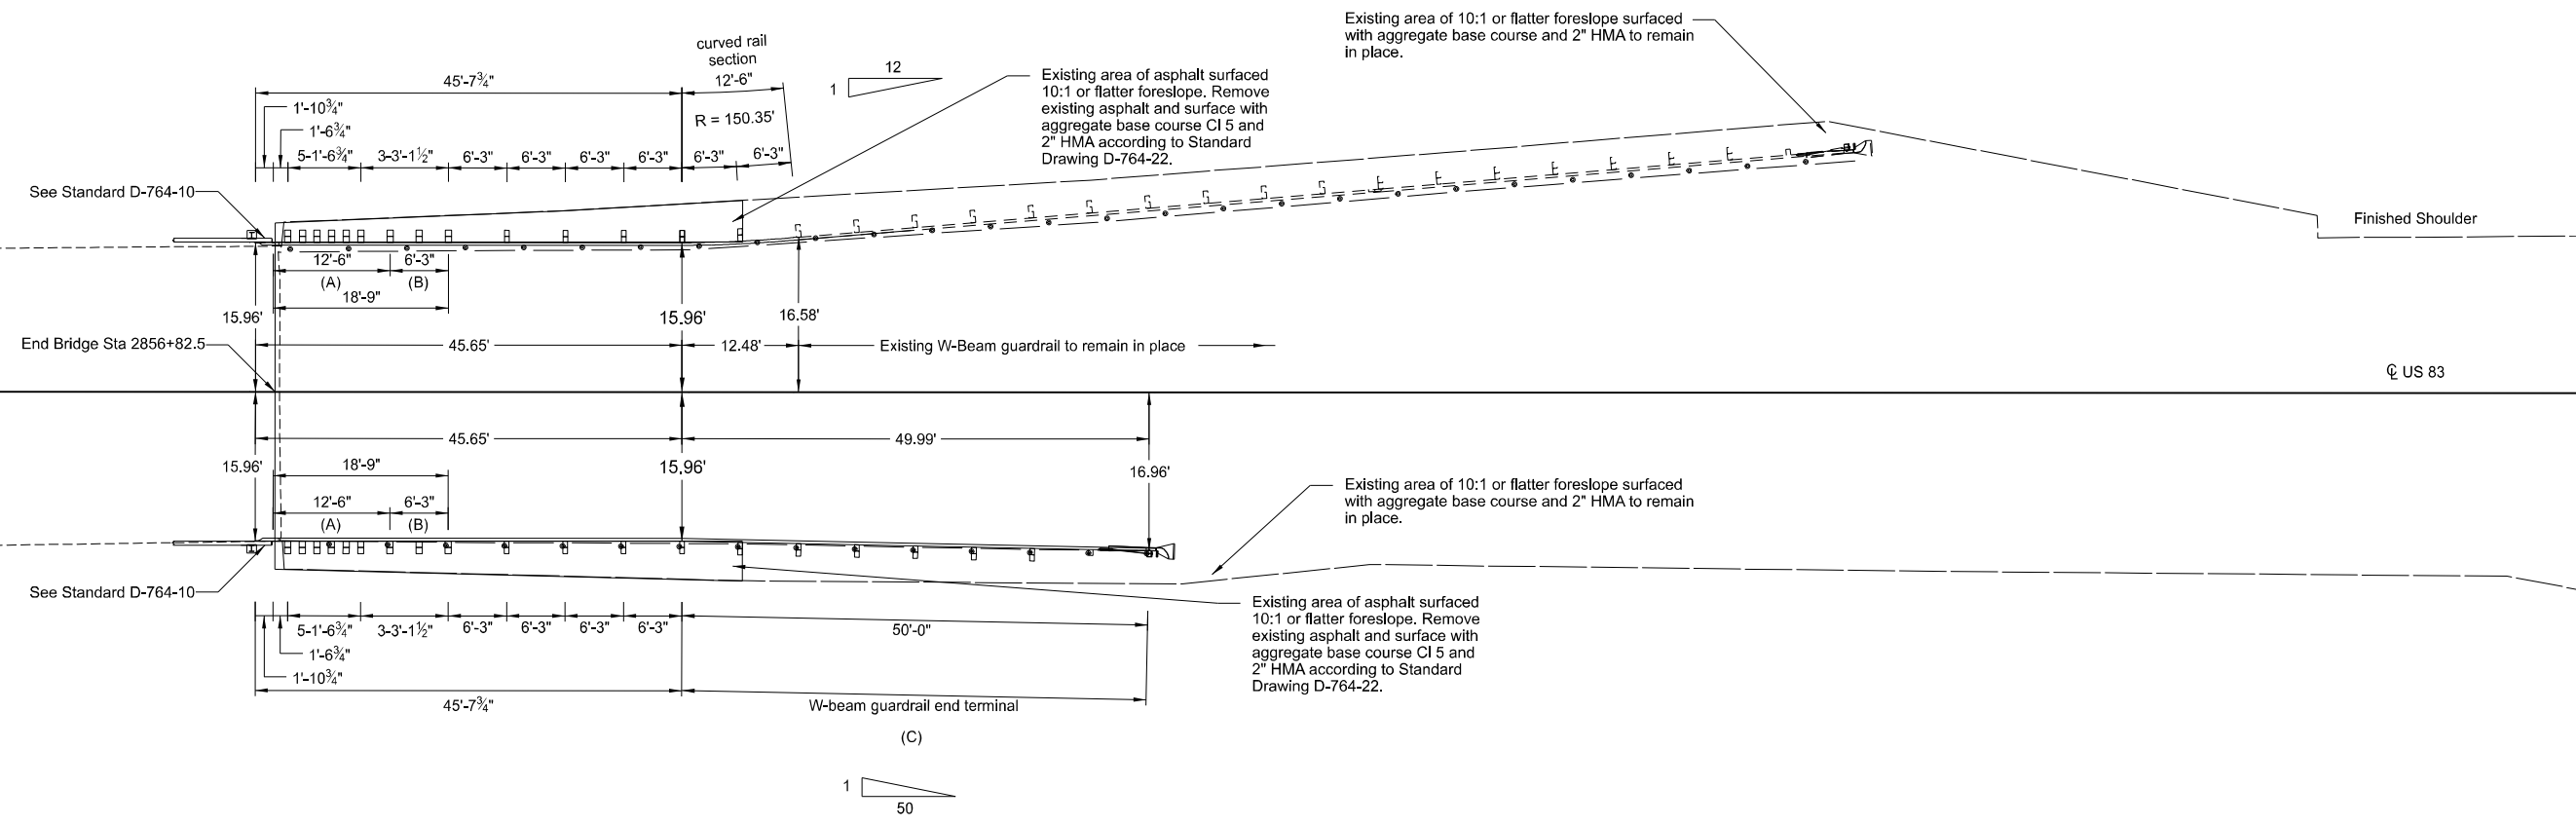 Existing area of 10:1 or flatter foreslope surfaced
with aggregate base course and 2" HMA to remain
in place.
curved rail
section
12'-6"
45'-7¾"
12
1
Existing area of asphalt surfaced
10:1 or flatter foreslope. Remove
existing asphalt and surface with
aggregate base course Cl 5 and
2" HMA according to Standard
Drawing D-764-22.
1'-10¾"
1'-6¾"
R = 150.35'
5-1'-6¾"
3-3'-1½"
6'-3"
6'-3"
6'-3"
6'-3"
6'-3"
6'-3"
See Standard D-764-10
Finished Shoulder
12'-6"
6'-3"
(A)
(B)
18'-9"
15.96'
15.96'
16.58'
End Bridge Sta 2856+82.5
45.65'
12.48'
Existing W-Beam guardrail to remain in place
℄ US 83
45.65'
49.99'
15.96'
18'-9"
15.96'
16.96'
12'-6"
6'-3"
(A)
(B)
Existing area of 10:1 or flatter foreslope surfaced
with aggregate base course and 2" HMA to remain
in place.
See Standard D-764-10
Existing area of asphalt surfaced
10:1 or flatter foreslope. Remove
existing asphalt and surface with
aggregate base course Cl 5 and
2" HMA according to Standard
Drawing D-764-22.
5-1'-6¾"
3-3'-1½"
6'-3"
6'-3"
6'-3"
6'-3"
50'-0"
1'-6¾"
1'-10¾"
45'-7¾"
W-beam guardrail end terminal
(C)
1
50